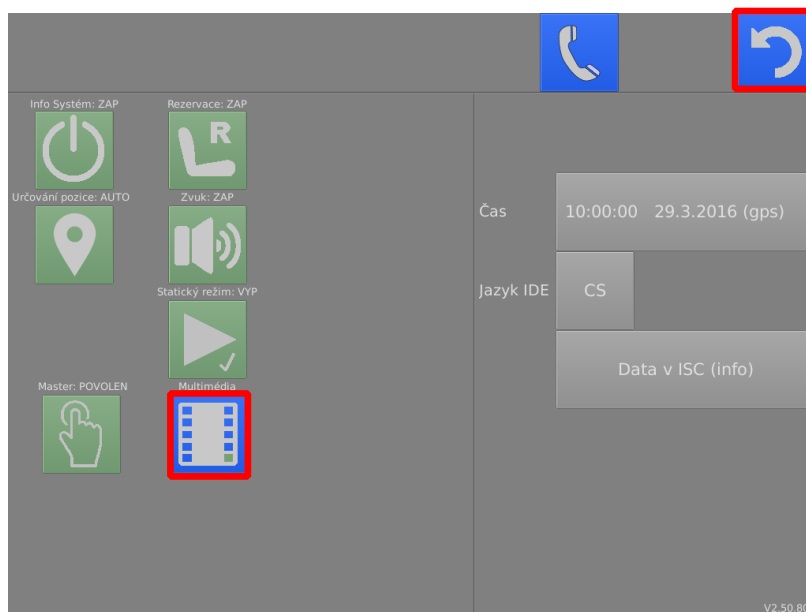 Info Systém: ZAP
Rezervace: ZAP
R
Určování pozice: AUTO
Zvuk: ZAP
Statický režim: VYP
Master: POVOLEN
Multimédia
Čas
10:00:00 29.3.2016 (gps)
Jazyk IDE
CS
Data v ISC (info)